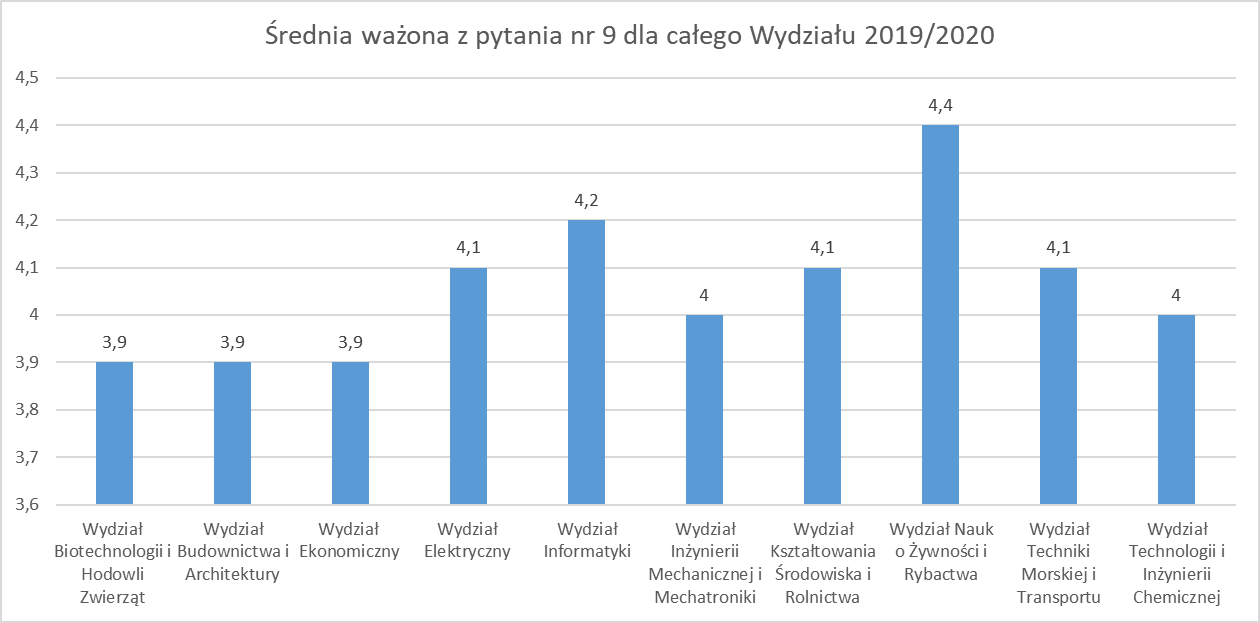 Średnia ważona z pytania nr 9 dla całego Wydziału 2019/2020
4,5
4,4
4,3
4,2
4,1
4
3,9
3,8
3,7
3,6
3,9
3,9
3,9
4,1
4,2
4
4,1
4,4
4,1
4
Wydział
Biotechnologii i
Hodowli
Zwierząt
Wydział
Budownictwa i
Architektury
Wydział
Ekonomiczny
Wydział
Elektryczny
Wydział
Informatyki
Wydział
Inżynierii
Mechanicznej i
Mechatroniki
Wydział
Kształtowania
Środowiska i
Rolnictwa
Wydział Nauk
o Żywności i
Rybactwa
Wydział
Techniki
Morskiej i
Transportu
Wydział
Technologii i
Inżynierii
Chemicznej